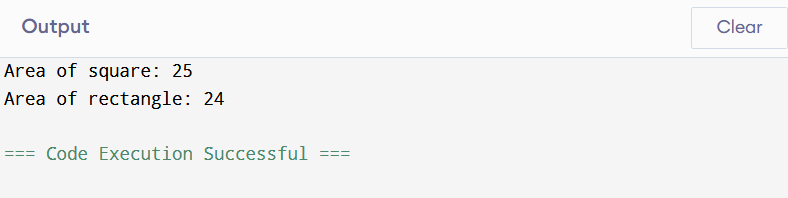 Output
Clear
Area of square: 25
Area of rectangle: 24
=== Code Execution Successful ===